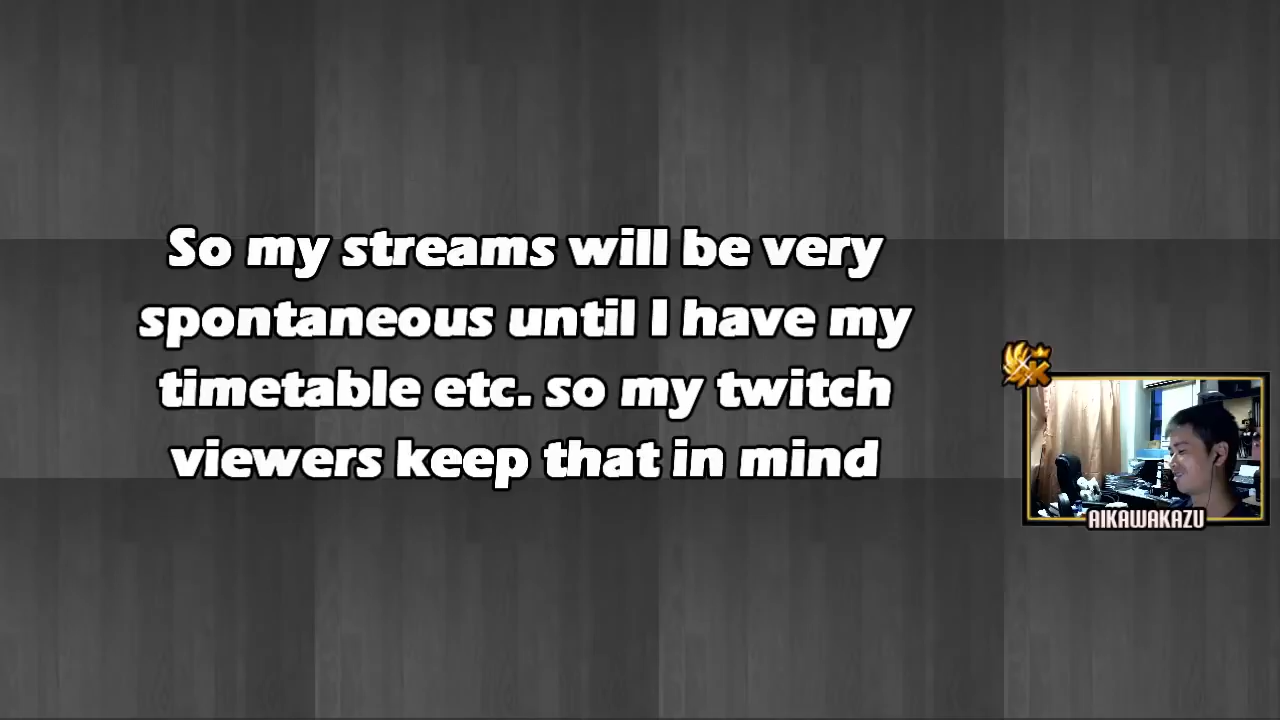 So my streams will be very
spontaneous until I have my
timetable etc. so my twitch
viewers keep that in mind
AIKAWAKAZU